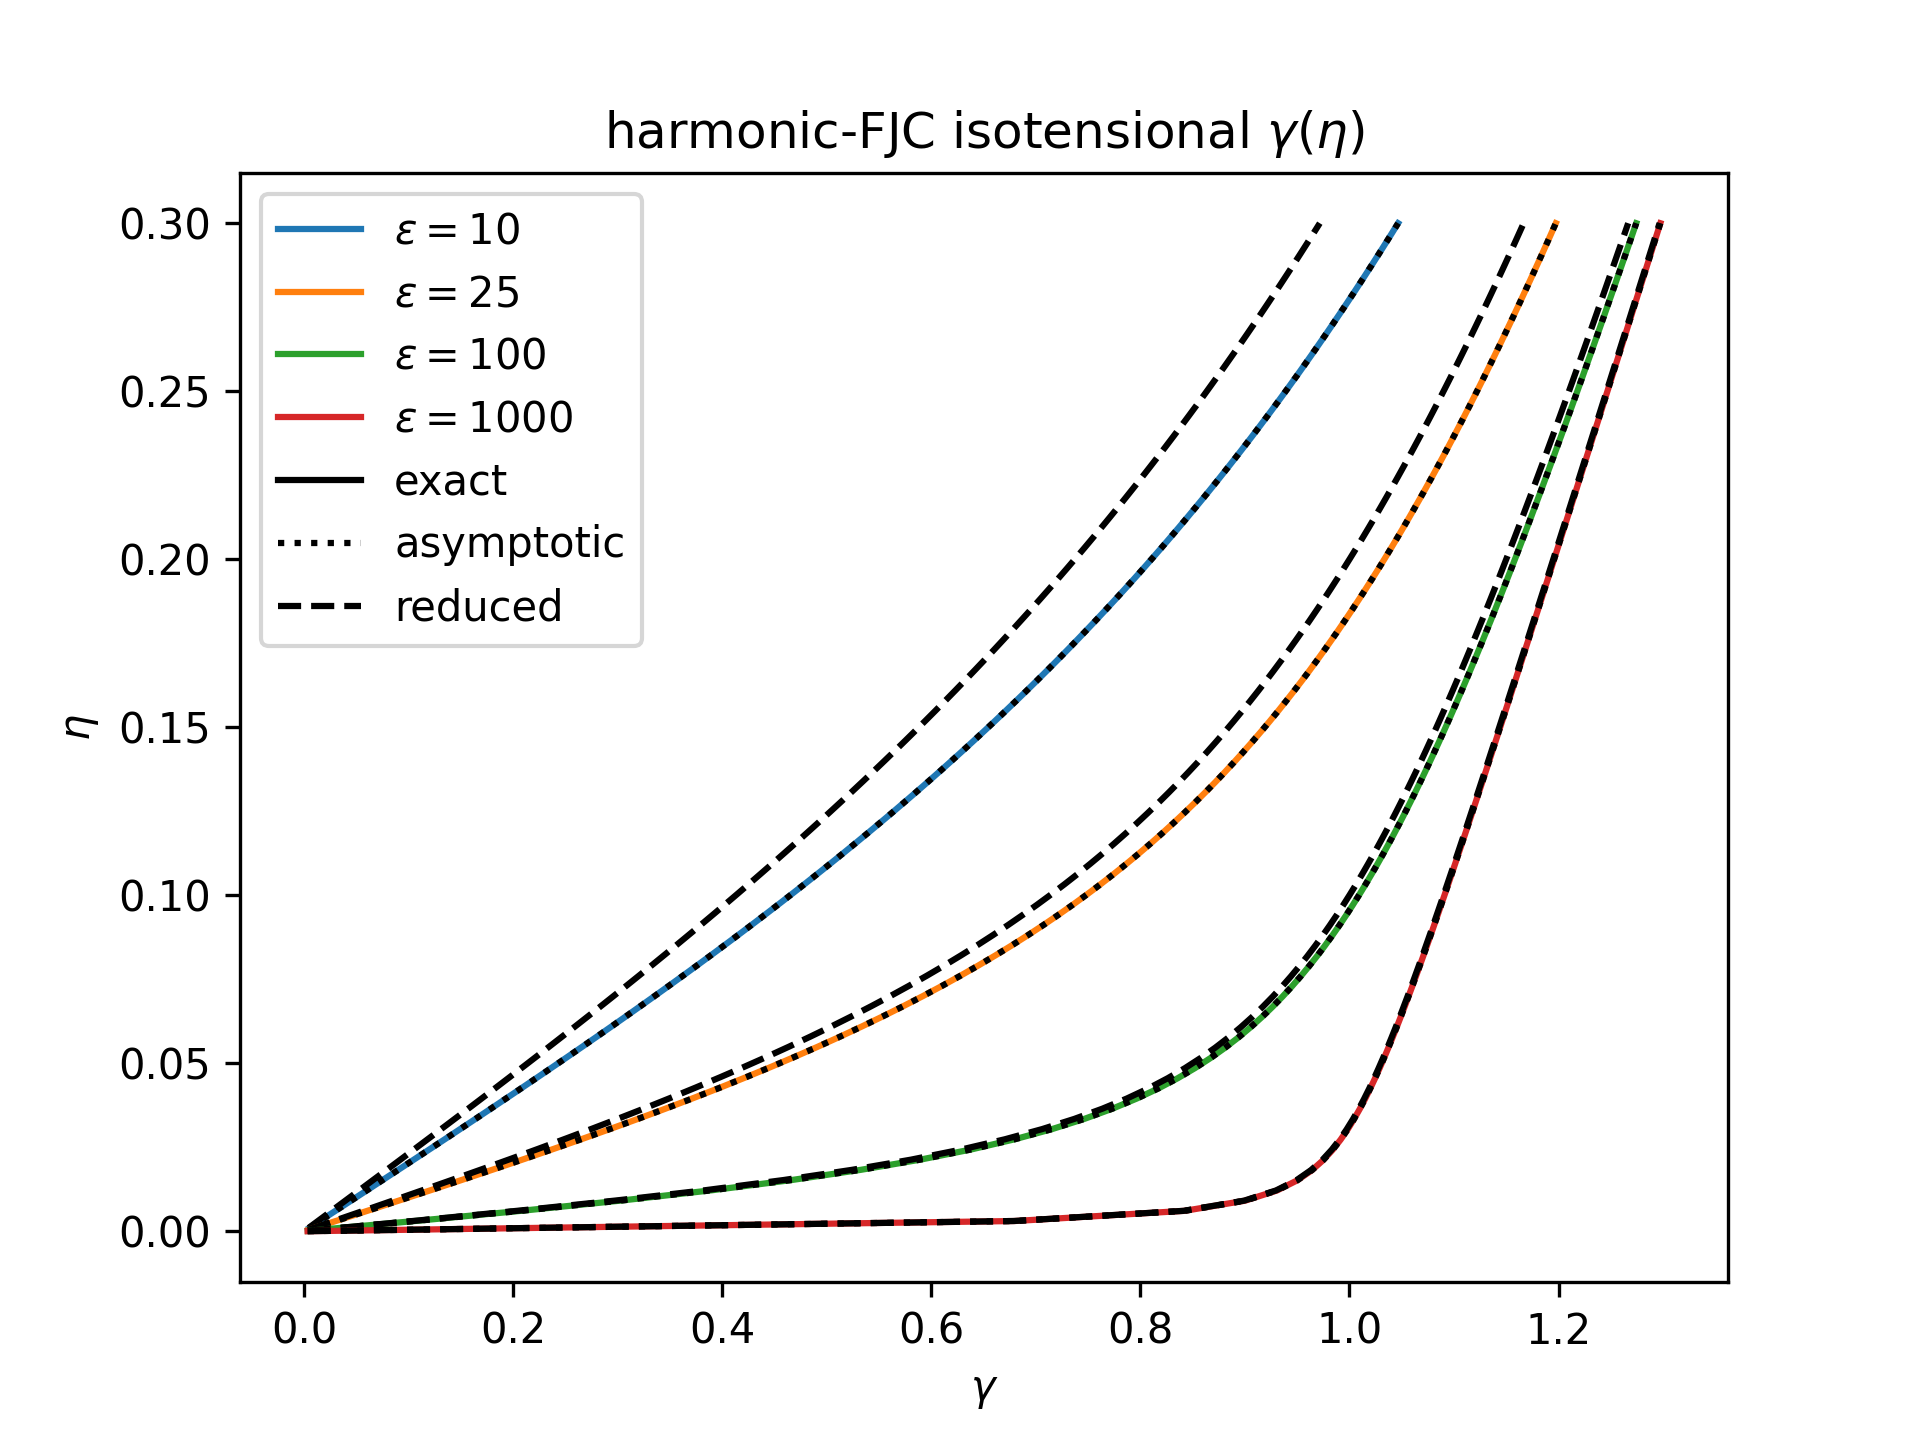 harmonic-FJC isotensional γ(η)
ε = 10
ε = 25
ε = 100
ε = 1000
exact
asymptotic
reduced
η
0.30
0.25
0.20
0.15
0.10
0.05
0.00
0.0 0.2 0.4 0.6 0.8 1.0 1.2
γ